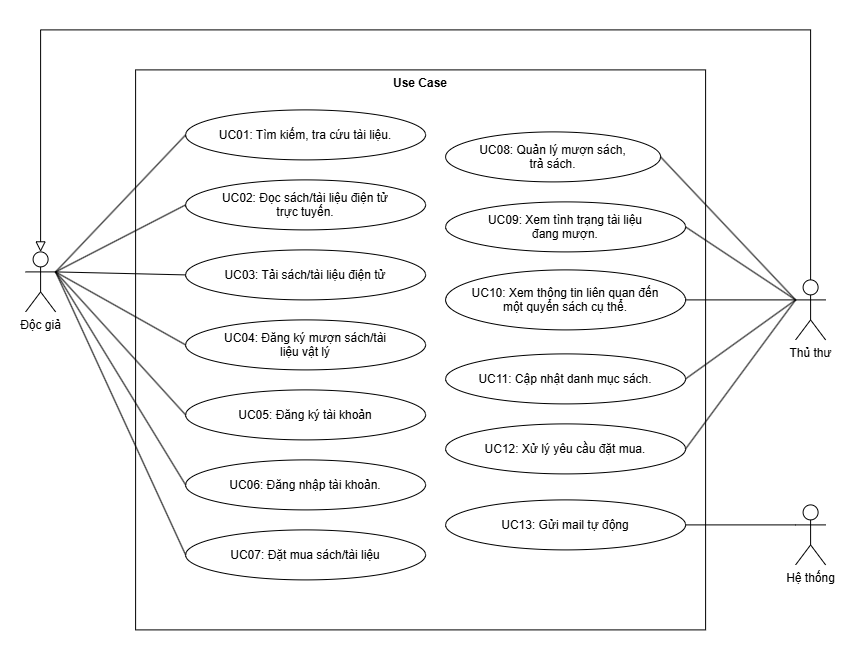 Use Case
UC01: Tìm kiếm, tra cứu tài liệu.
UC02: Đọc sách/tài liệu điện tử
trực tuyến.
UC03: Tải sách/tài liệu điện tử
UC04: Đăng ký mượn sách/tài
liệu vật lý
UC05: Đăng ký tài khoản
UC06: Đăng nhập tài khoản.
UC07: Đặt mua sách/tài liệu
UC08: Quản lý mượn sách,
trả sách.
UC09: Xem tình trạng tài liệu
đang mượn.
UC10: Xem thông tin liên quan đến
một quyển sách cụ thể.
UC11: Cập nhật danh mục sách.
UC12: Xử lý yêu cầu đặt mua.
UC13: Gửi mail tự động
Độc giả
Thủ thư
Hệ thống